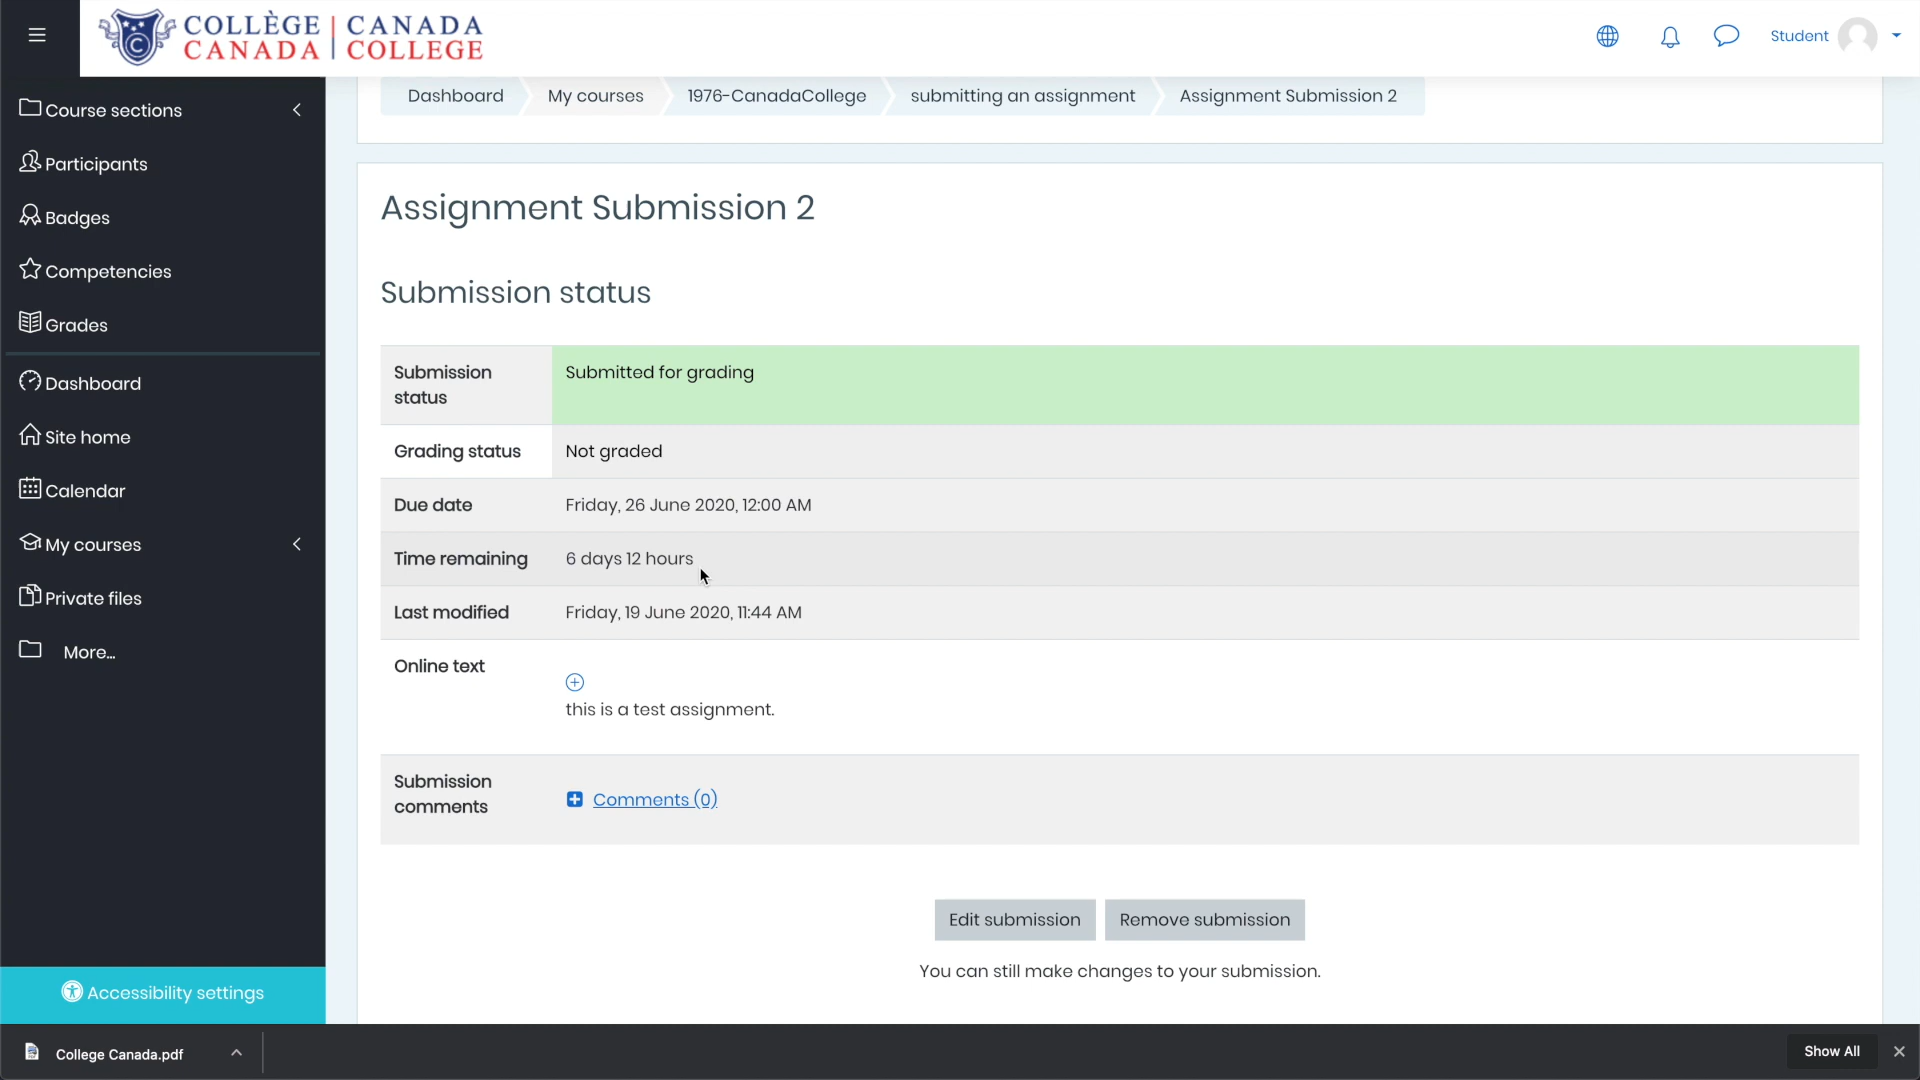 COLLÈGE CANADA
CANADA COLLEGE
C
Student
Dashboard My courses 1976-CanadaCollege submitting an assignment Assignment Submission 2
Course sections
Participants
Badges
Competencies
Grades
Dashboard
Site home
Calendar
My courses
Private files
More...
Accessibility settings
Assignment Submission 2
Submission status
Submission
status
Submitted for grading
Grading status Not graded
Due date Friday, 26 June 2020, 12:00 AM
Time remaining 6 days 12 hours
Last modified Friday, 19 June 2020, 11:44 AM
Online text
this is a test assignment.
Submission
comments
Comments (0)
Edit submission Remove submission
You can still make changes to your submission.
College Canada.pdf
Show All